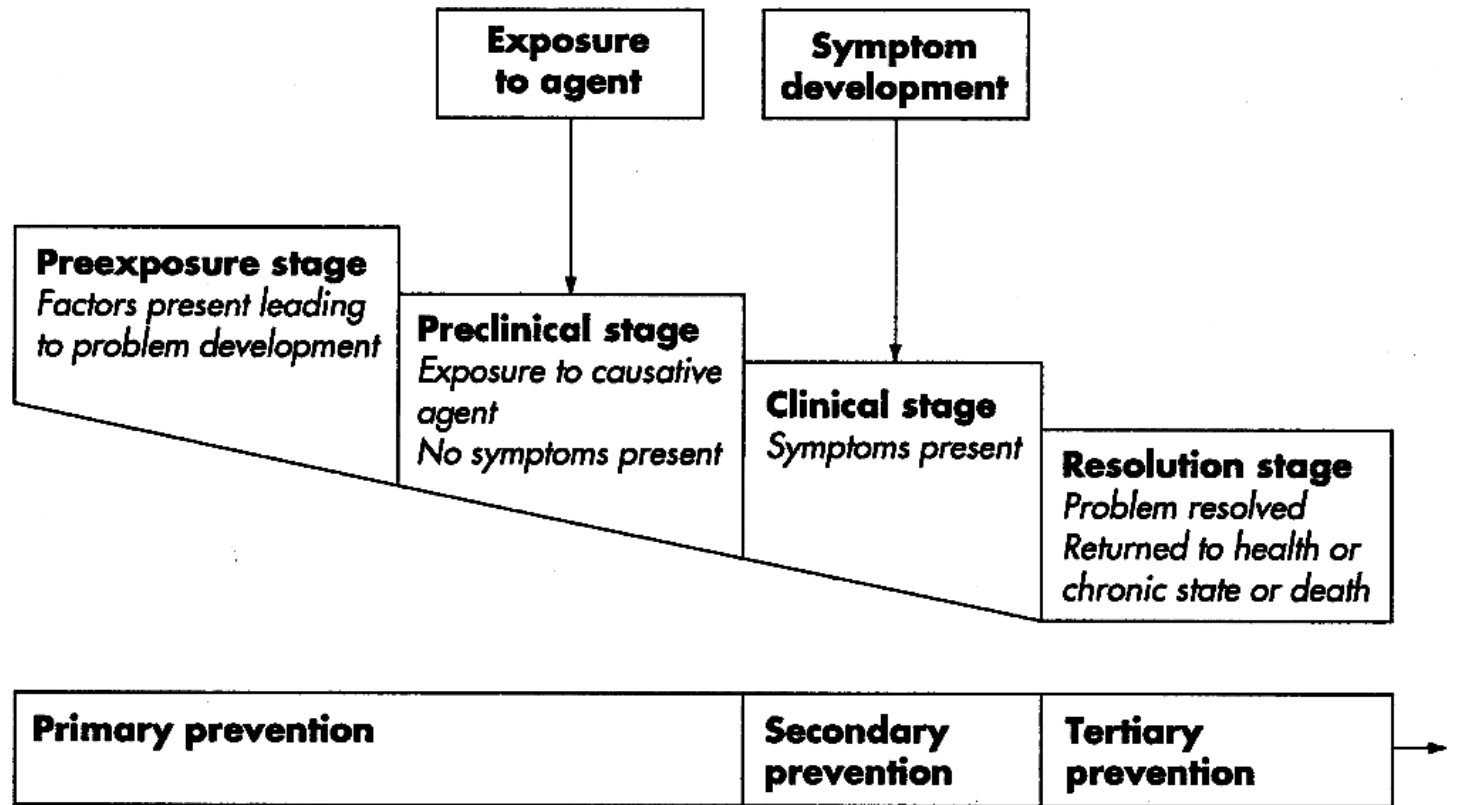 Exposure
to agent
Symptom
development
Preexposure stage
Factors present leading
to problem development
Preclinical stage
Exposure to causative
agent
No symptoms present
Clinical stage
Symptoms present
Resolution stage
Problem resolved
Returned to health or
chronic state or death
Primary prevention
Secondary
prevention
Tertiary
prevention